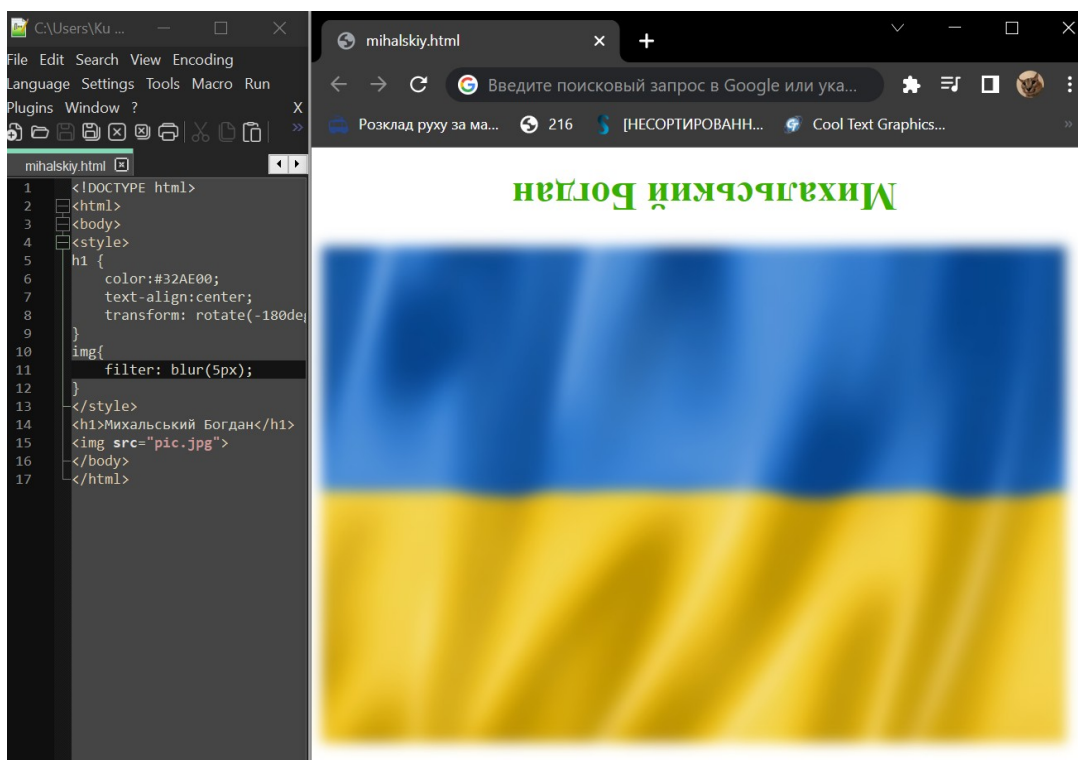 C:\Users\Ku ...
File Edit Search View Encoding
Language Settings Tools Macro Run
Plugins Window ? X
mihalskiy.html
1 <!DOCTYPE html>
2 <html>
3 <body>
4 <style>
5 h1 {
6 color:#32AE00;
7 text-align:center;
8 transform: rotate(-180deg
9 }
10 img{
11 filter: blur(5px);
12 }
13 </style>
14 <h1>Михальський Богдан</h1>
15 <img src="pic.jpg">
16 </body>
17 </html>
mihalskiy.html
Введите поисковый запрос в Google или ука...
Розклад руху за ма... 216 [НЕСОРТИРОВАНН... Cool Text Graphics...
Михальський Богдан